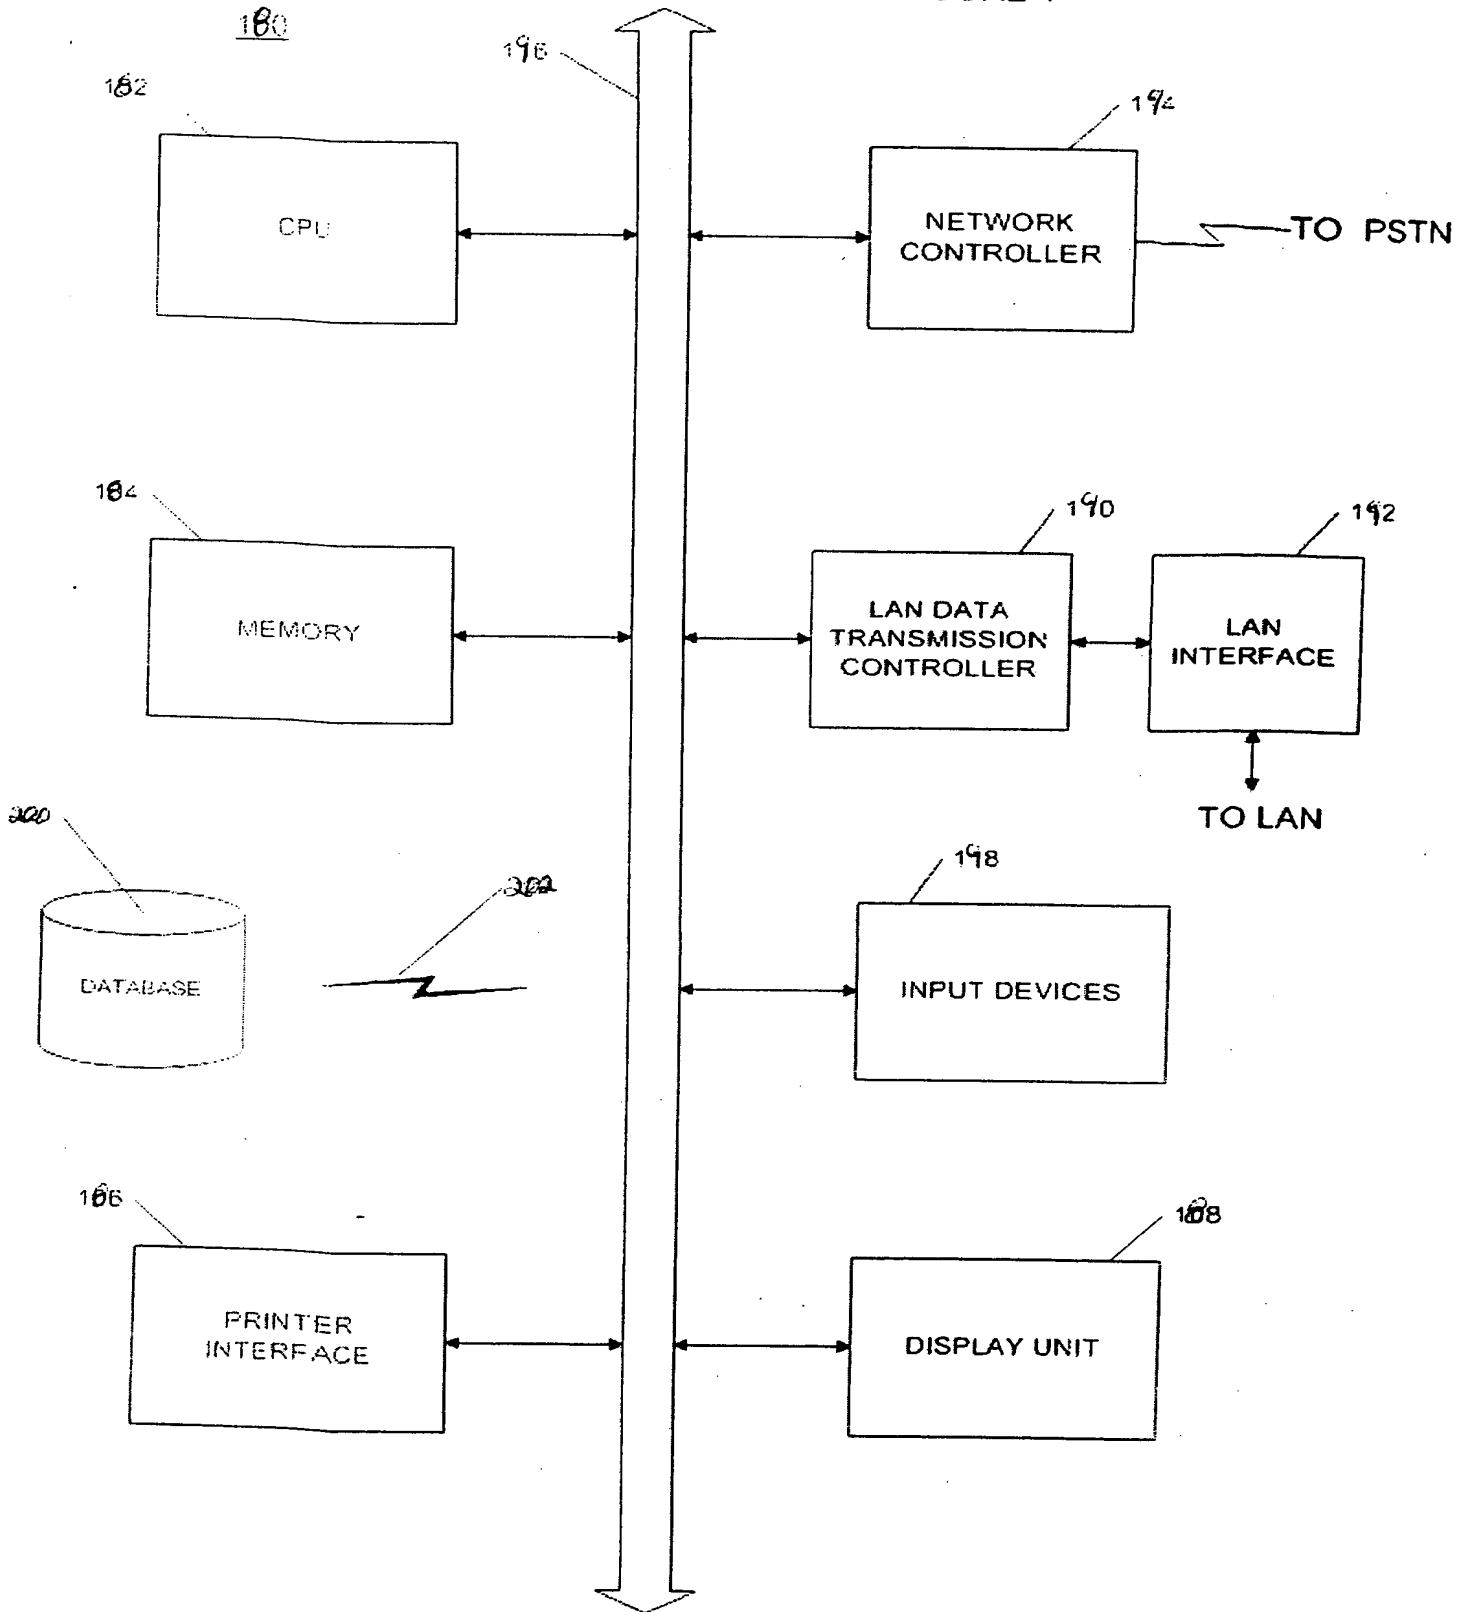 180
196
182
194
CPU
NETWORK
CONTROLLER
TO PSTN
184
190
192
MEMORY
LAN DATA
TRANSMISSION
CONTROLLER
LAN
INTERFACE
TO LAN
200
202
198
DATABASE
INPUT DEVICES
186
188
PRINTER
INTERFACE
DISPLAY UNIT